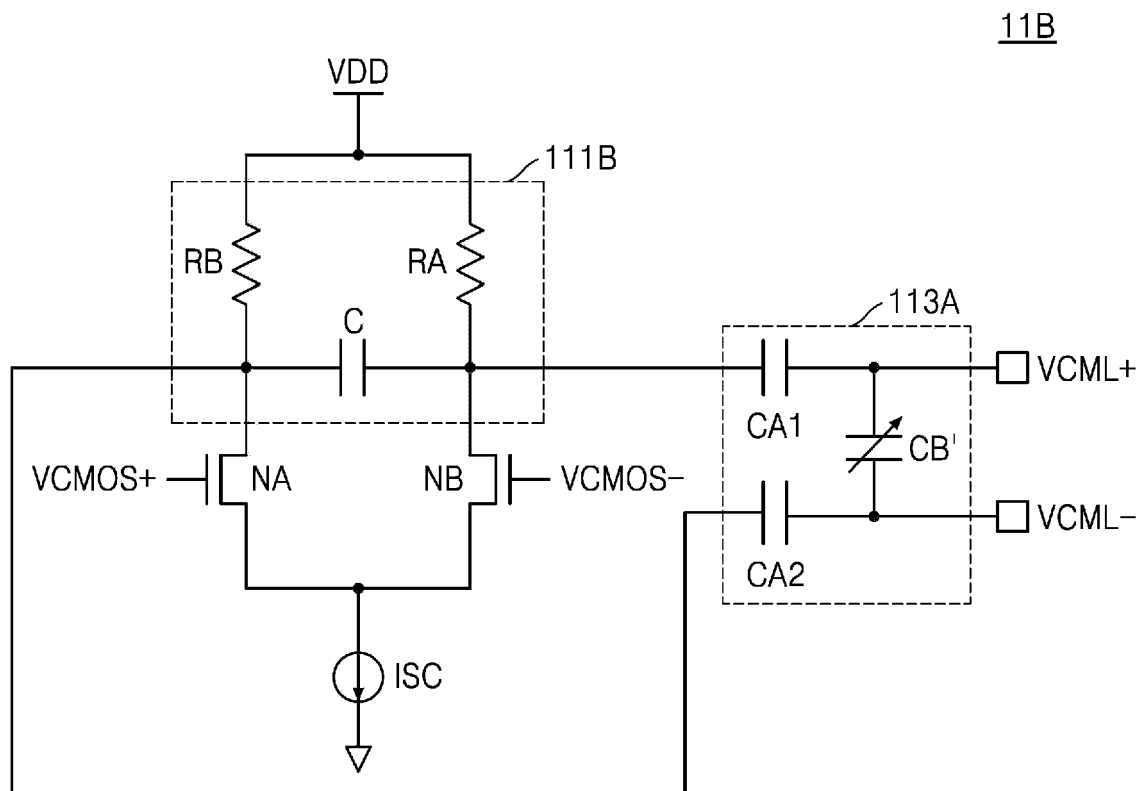 11B
VDD
111B
RB
RA
C
113A
VCML+
CA1
CB'
VCMOS+
NA
NB
VCMOS-
VCML-
CA2
ISC